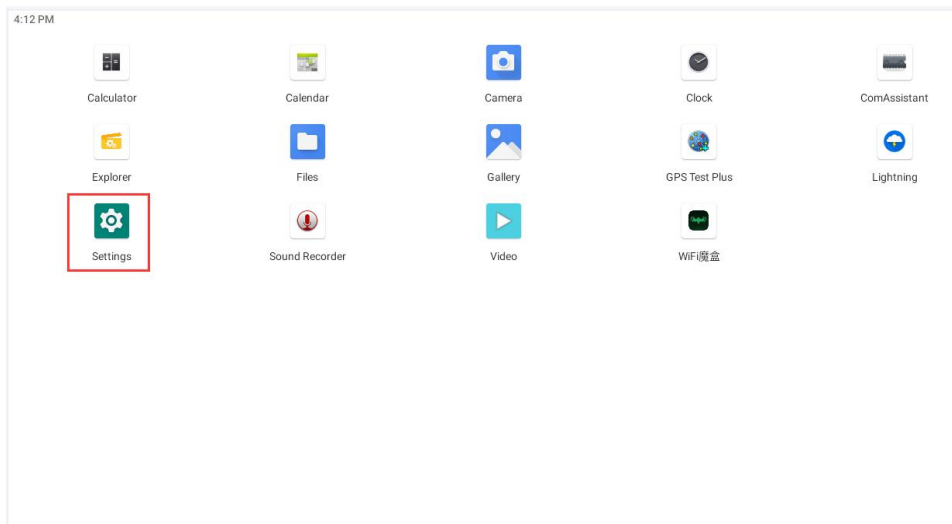 4:12 PM
Calculator
Calendar
Camera
Clock
ComAssistant
Explorer
Files
Gallery
GPS Test Plus
Lightning
Settings
Sound Recorder
Video
WiFi魔盒